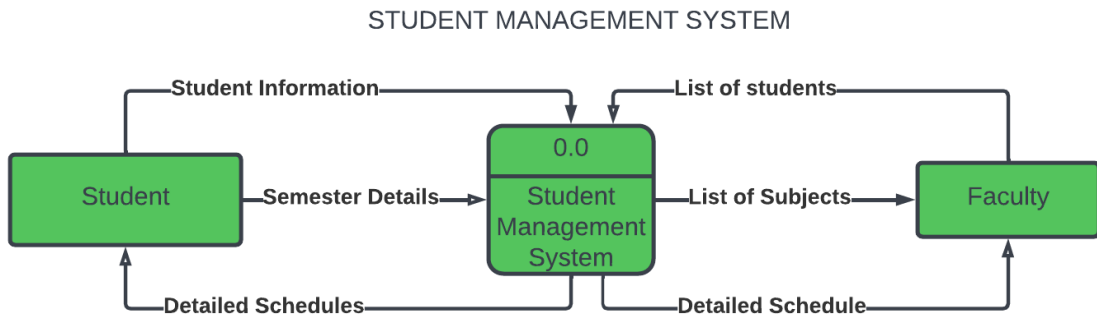 STUDENT MANAGEMENT SYSTEM
Student Information
List of students
0.0
Student
Semester Details
Student
Management
System
List of Subjects
Faculty
Detailed Schedules
Detailed Schedule